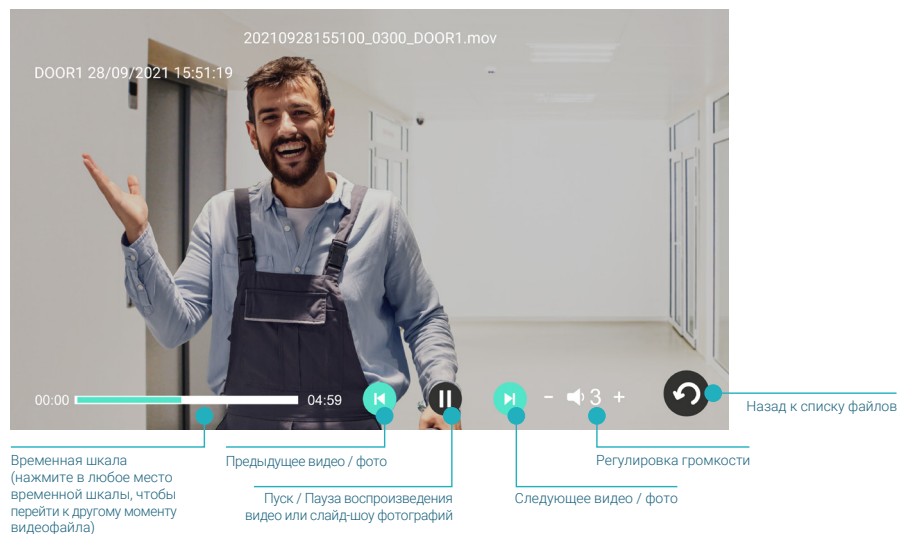 20210928155100_0300_DOOR1.mov
DOOR1 28/09/2021 15:51:19
00:00
04:59
- 3 +
Назад к списку файлов
Временная шкала
(нажмите в любое место
временной шкалы, чтобы
перейти к другому моменту
видеофайла)
Предыдущее видео / фото
Пуск / Пауза воспроизведения
видео или слайд-шоу фотографий
Следующее видео / фото
Регулировка громкости